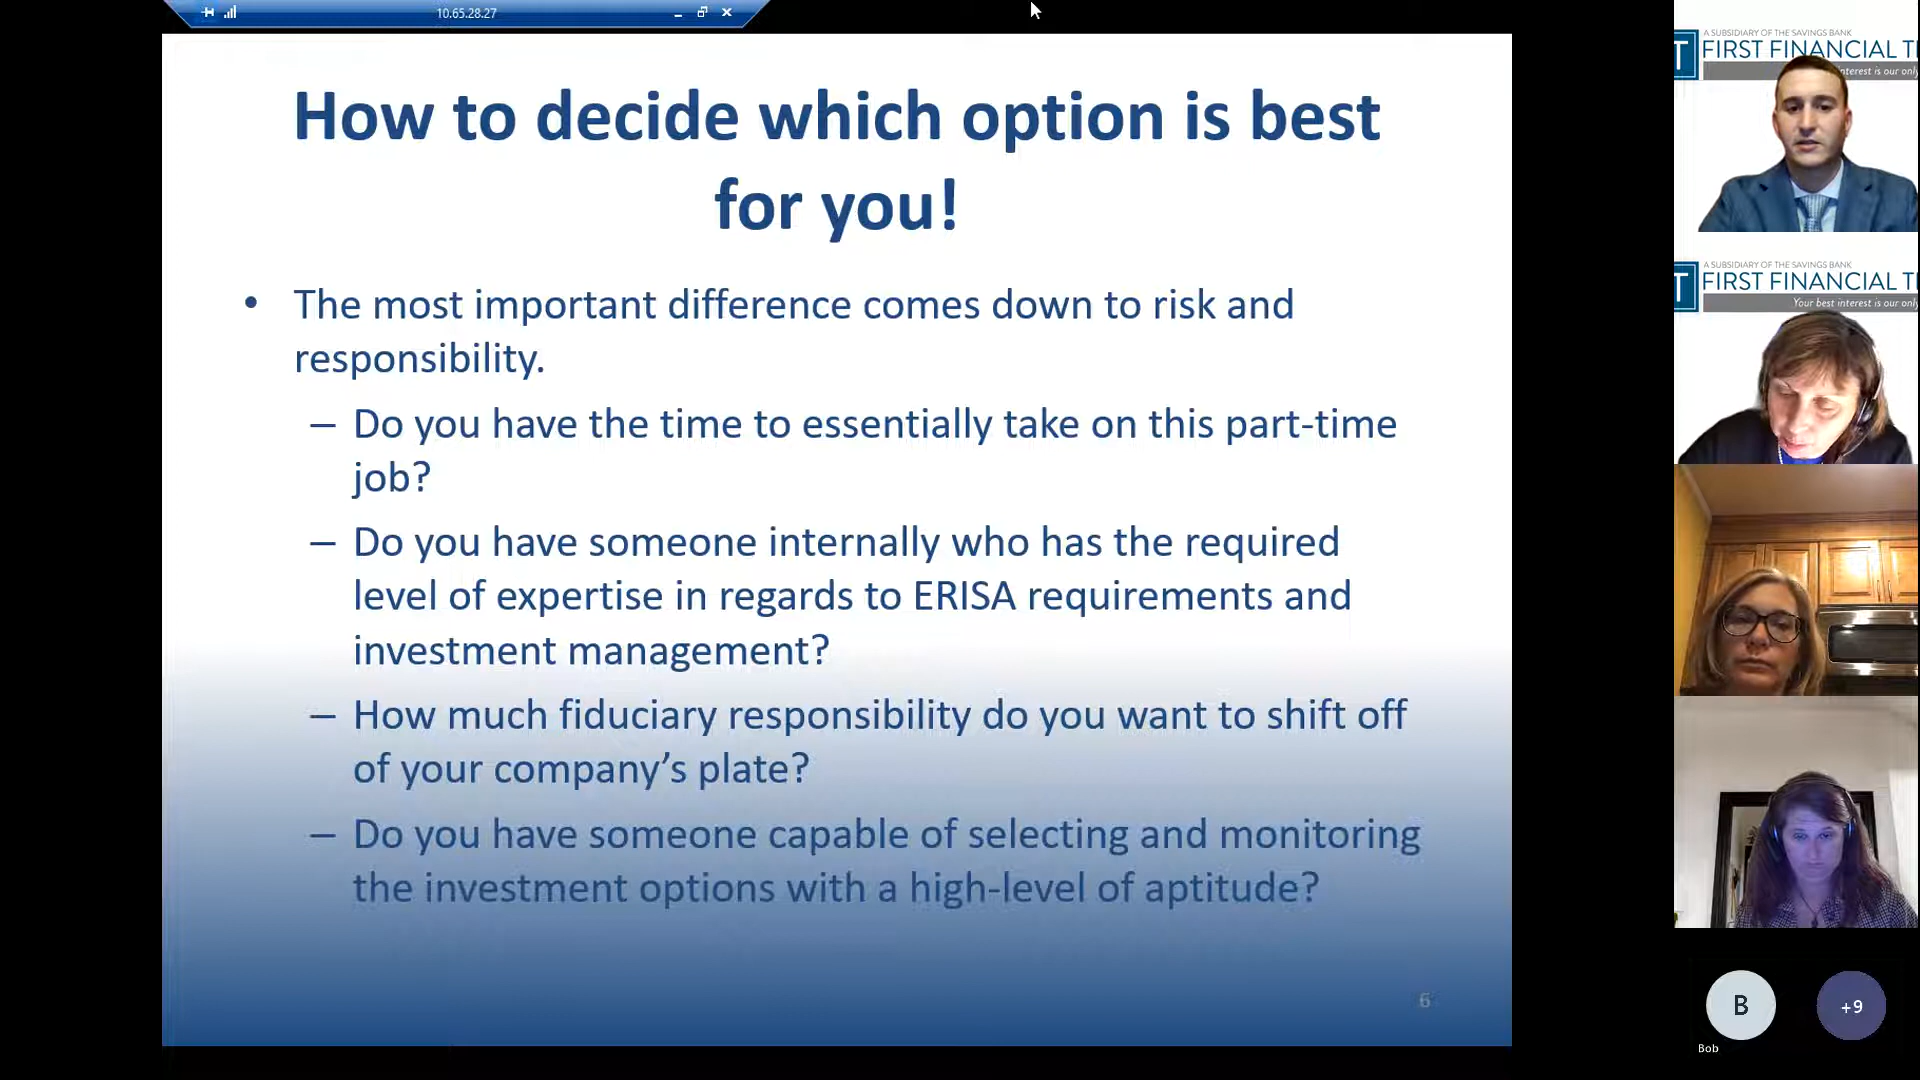 10.65.28.27
How to decide which option is best
for you!
• The most important difference comes down to risk and
responsibility.
– Do you have the time to essentially take on this part-time
job?
– Do you have someone internally who has the required
level of expertise in regards to ERISA requirements and
investment management?
– How much fiduciary responsibility do you want to shift off
of your company’s plate?
– Do you have someone capable of selecting and monitoring
the investment options with a high-level of aptitude?
6
A SUBSIDIARY OF THE SAVINGS BANK
T FIRST FINANCIAL T
interest is our only
A SUBSIDIARY OF THE SAVINGS BANK
T FIRST FINANCIAL T
Your best interest is our only
B
+9
Bob